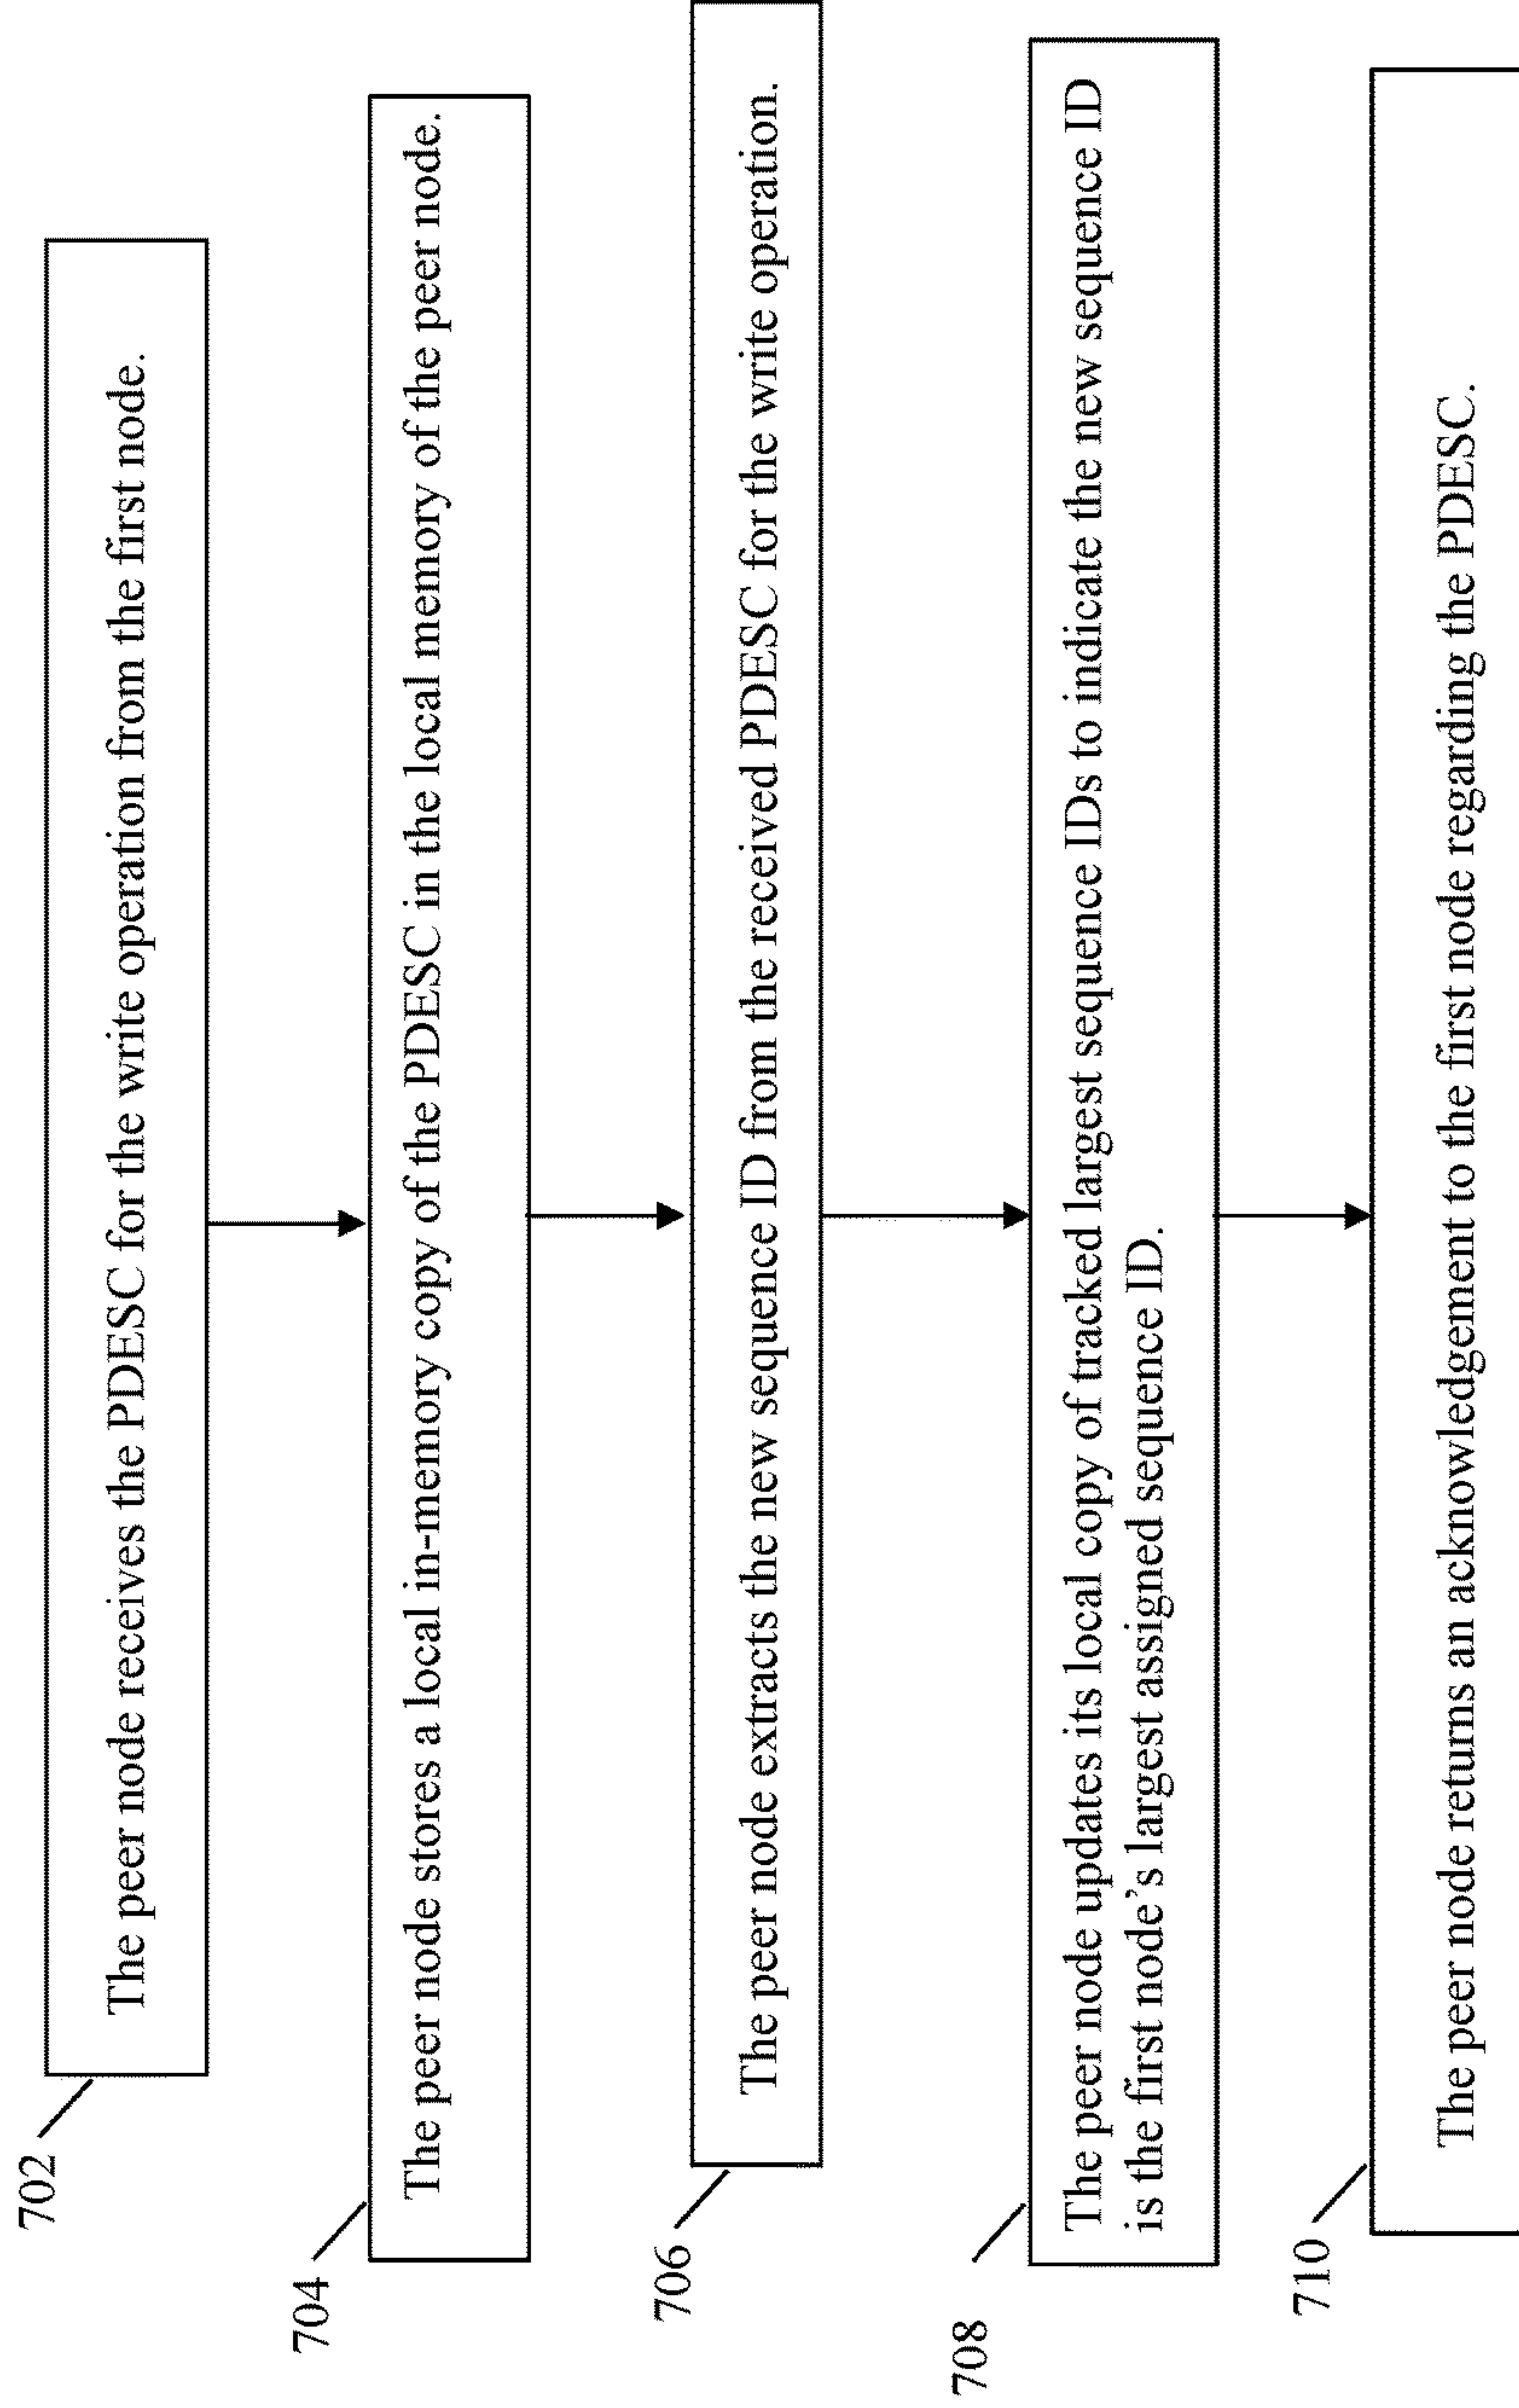 702
The peer node receives the PDESC for the write operation from the first node.
704
The peer node stores a local in-memory copy of the PDESC in the local memory of the peer node.
706
The peer node extracts the new sequence ID from the received PDESC for the write operation.
708
The peer node updates its local copy of tracked largest sequence IDs to indicate the new sequence ID
is the first node’s largest assigned sequence ID.
710
The peer node returns an acknowledgement to the first node regarding the PDESC.